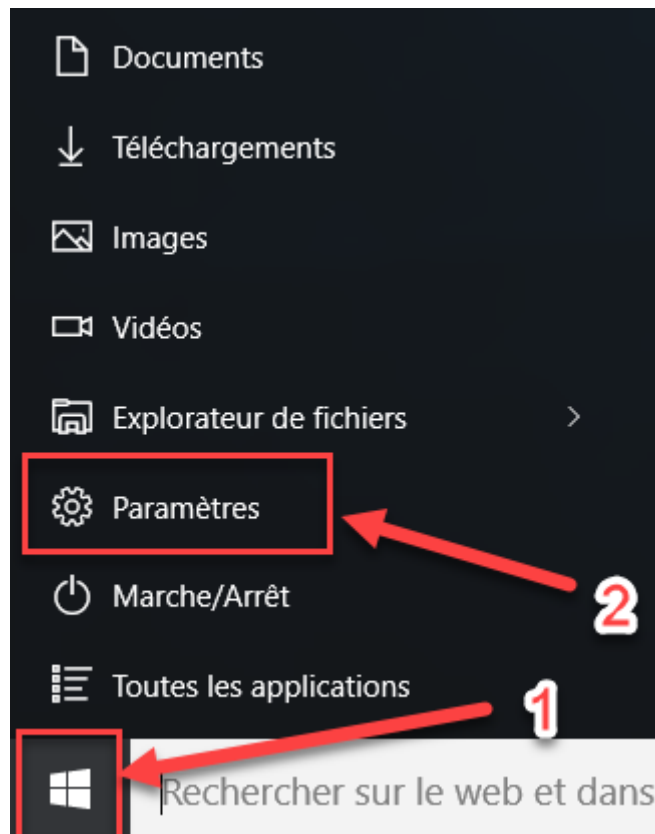 Documents
Téléchargements
Images
Vidéos
Explorateur de fichiers
Paramètres
2
Marche/Arrêt
Toutes les applications
1
Rechercher sur le web et dans